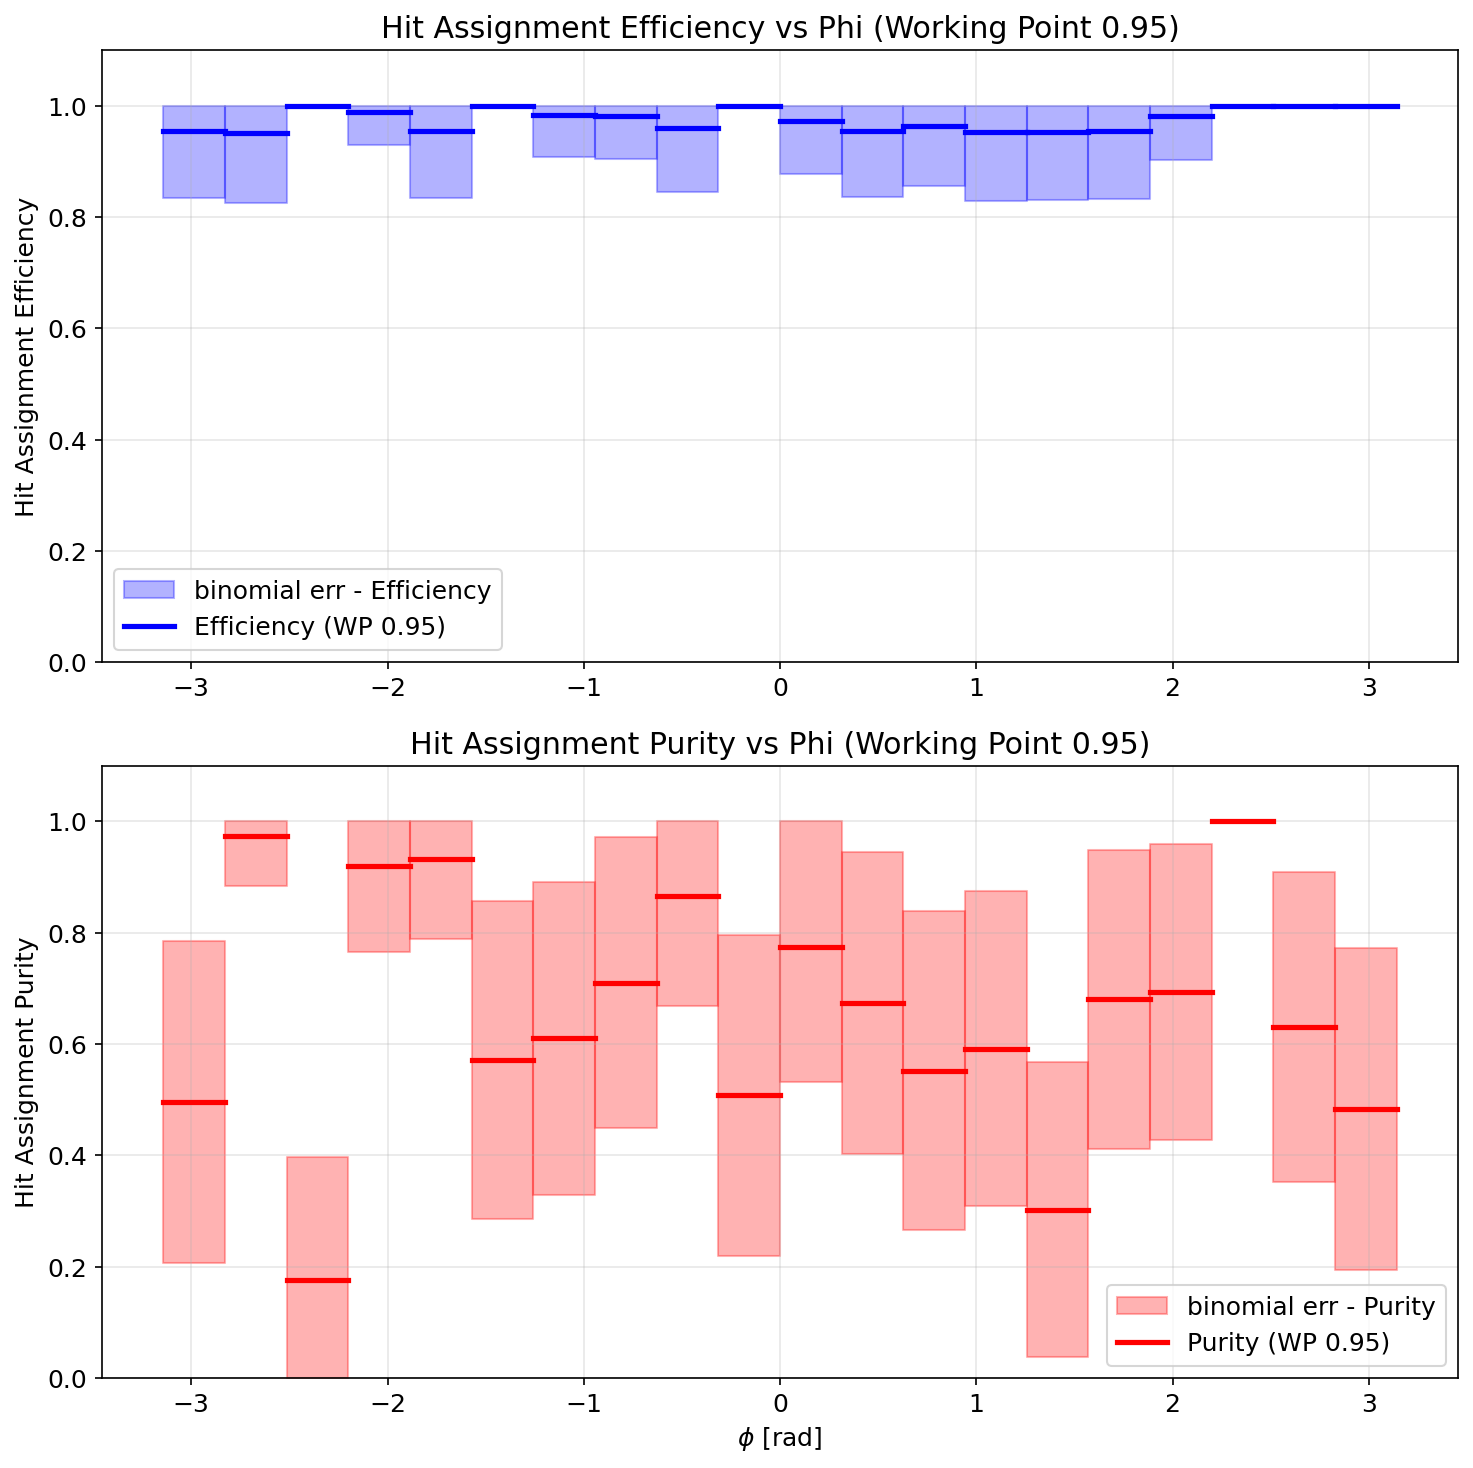 Hit Assignment Efficiency vs Phi (Working Point 0.95)
Hit Assignment Efficiency
1.0
0.8
0.6
0.4
0.2
0.0
binomial err - Efficiency
Efficiency (WP 0.95)
−3 −2 −1 0 1 2 3
Hit Assignment Purity vs Phi (Working Point 0.95)
Hit Assignment Purity
1.0
0.8
0.6
0.4
0.2
0.0
binomial err - Purity
Purity (WP 0.95)
−3 −2 −1 0 1 2 3
ϕ [rad]